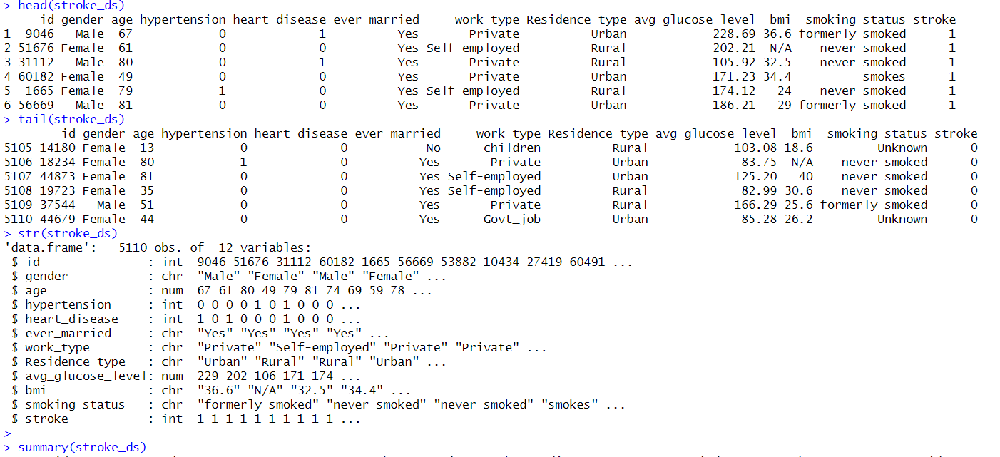 > head(stroke_ds)
     id gender age hypertension heart_disease ever_married     work_type Residence_type avg_glucose_level  bmi  smoking_status stroke
1  9046   Male  67            0             1          Yes       Private          Urban            228.69 36.6 formerly smoked      1
2 51676 Female  61            0             0          Yes Self-employed          Rural            202.21  N/A    never smoked      1
3 31112   Male  80            0             1          Yes       Private          Rural            105.92 32.5    never smoked      1
4 60182 Female  49            0             0          Yes       Private          Urban            171.23 34.4          smokes      1
5  1665 Female  79            1             0          Yes Self-employed          Rural            174.12   24    never smoked      1
6 56669   Male  81            0             0          Yes       Private          Urban            186.21   29 formerly smoked      1
> tail(stroke_ds)
        id gender age hypertension heart_disease ever_married     work_type Residence_type avg_glucose_level  bmi  smoking_status stroke
5105 14180 Female  13            0             0           No      children          Rural            103.08 18.6         Unknown      0
5106 18234 Female  80            1             0          Yes       Private          Urban             83.75  N/A    never smoked      0
5107 44873 Female  81            0             0          Yes Self-employed          Urban            125.20   40    never smoked      0
5108 19723 Female  35            0             0          Yes Self-employed          Rural             82.99 30.6    never smoked      0
5109 37544   Male  51            0             0          Yes       Private          Rural            166.29 25.6 formerly smoked      0
5110 44679 Female  44            0             0          Yes      Govt_job          Urban             85.28 26.2         Unknown      0
> str(stroke_ds)
'data.frame':   5110 obs. of  12 variables:
 $ id               : int  9046 51676 31112 60182 1665 56669 53882 10434 27419 60491 ...
 $ gender           : chr  "Male" "Female" "Male" "Female" ...
 $ age              : num  67 61 80 49 79 81 74 69 59 78 ...
 $ hypertension     : int  0 0 0 0 1 0 1 0 0 0 ...
 $ heart_disease    : int  1 0 1 0 0 0 1 0 0 0 ...
 $ ever_married     : chr  "Yes" "Yes" "Yes" "Yes" ...
 $ work_type        : chr  "Private" "Self-employed" "Private" "Private" ...
 $ Residence_type   : chr  "Urban" "Rural" "Rural" "Urban" ...
 $ avg_glucose_level: num  229 202 106 171 174 ...
 $ bmi              : chr  "36.6" "N/A" "32.5" "34.4" ...
 $ smoking_status   : chr  "formerly smoked" "never smoked" "never smoked" "smokes" ...
 $ stroke           : int  1 1 1 1 1 1 1 1 1 1 ...
>
> summary(stroke_ds)